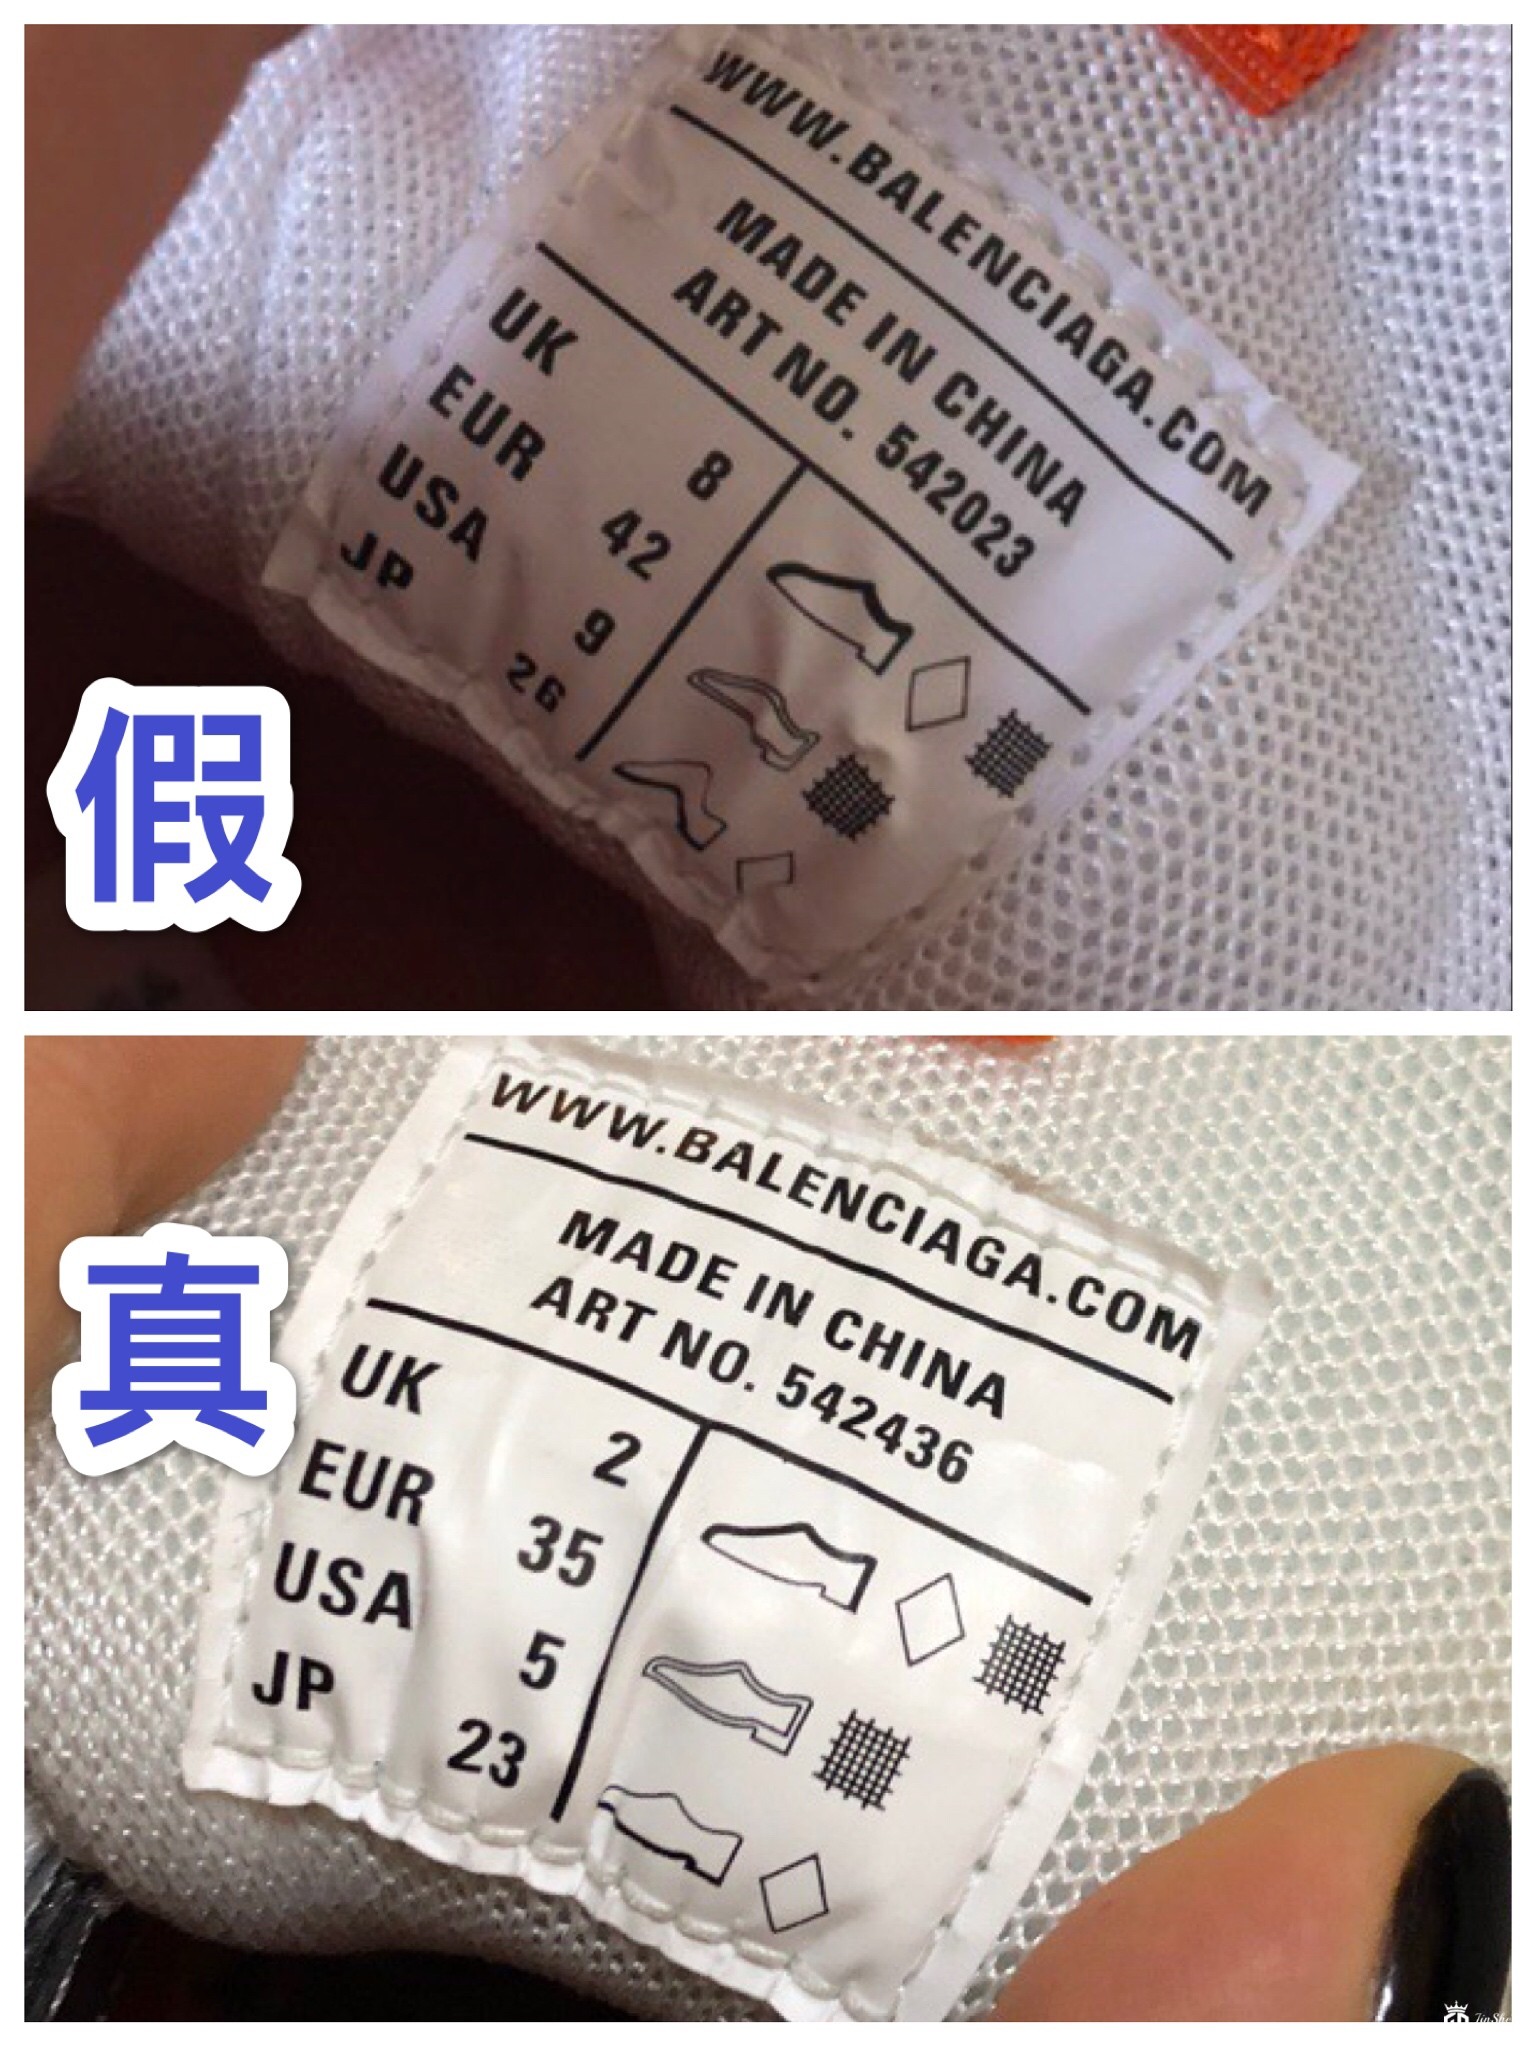 WWW.BALENCIAGA.COM
MADE IN CHINA
ART NO. 542023
UK 8
EUR 42
USA 9
JP 26
假
WWW.BALENCIAGA.COM
MADE IN CHINA
ART NO. 542436
UK 2
EUR 35
USA 5
JP 23
真